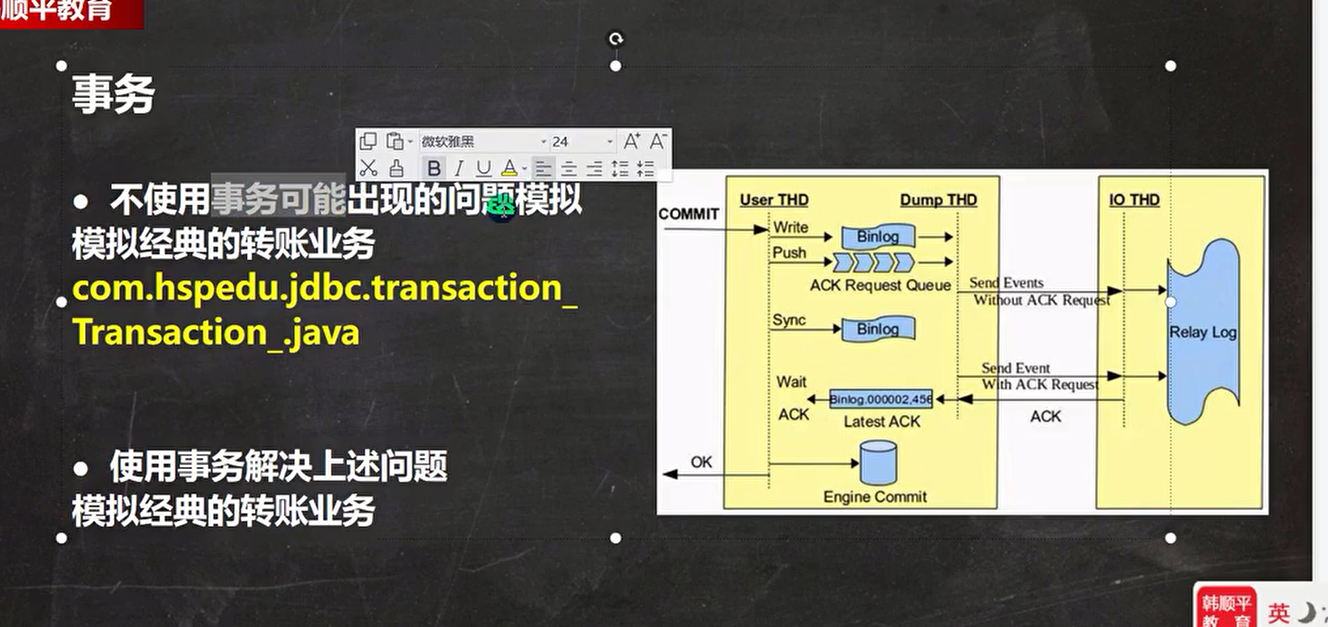 顺平教育
事务
微软雅黑 24 A+ A-
B I U A
● 不使用事务可能出现的问题模拟
模拟经典的转账业务
com.hspedu.jdbc.transaction_
Transaction_.java
● 使用事务解决上述问题
模拟经典的转账业务
User THD
Dump THD
IO THD
COMMIT
Write
Binlog
Push
ACK Request Queue
Send Events
Without ACK Request
Sync
Binlog
Relay Log
Send Event
With ACK Request
Wait
ACK
Binlog.000002,456
Latest ACK
ACK
OK
Engine Commit
韩顺平
教 育
英